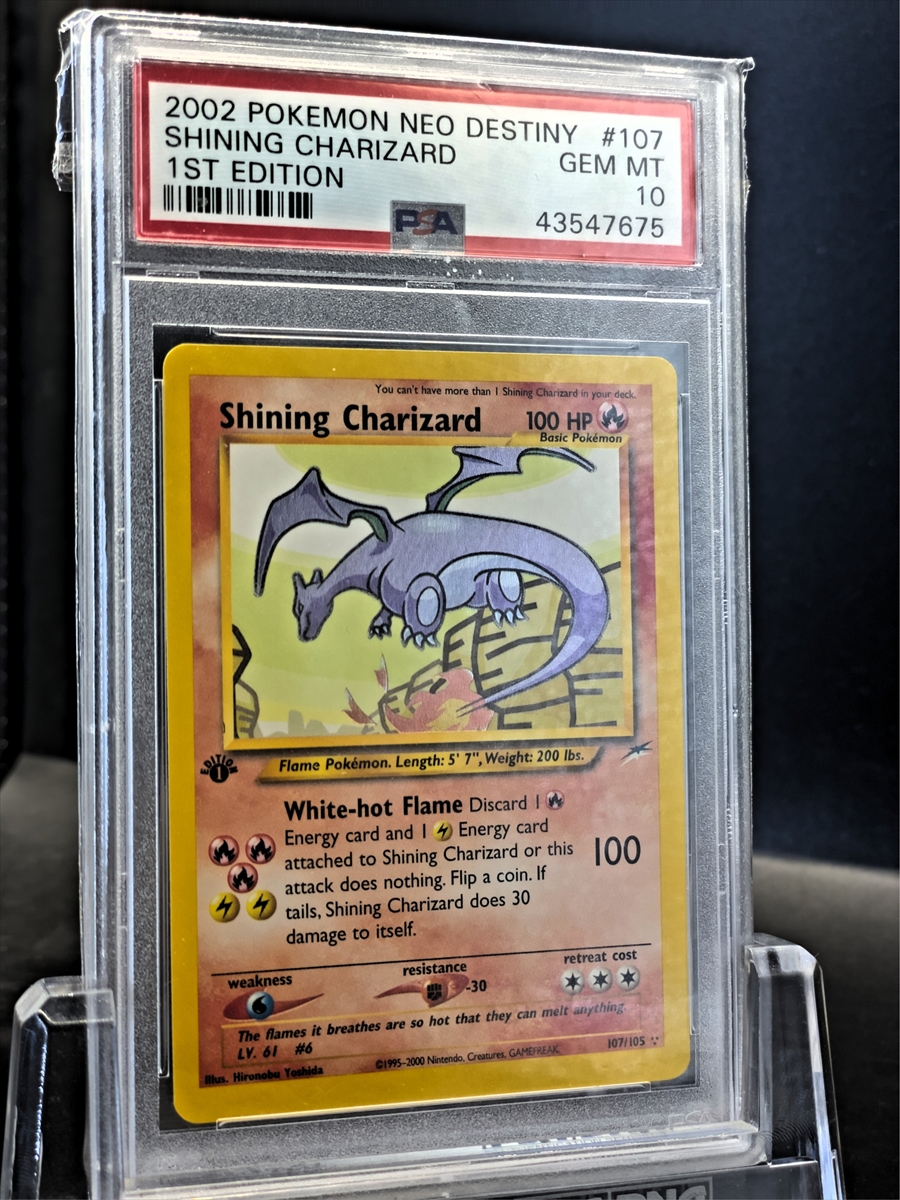 2002 POKEMON NEO DESTINY #107
SHINING CHARIZARD GEM MT
1ST EDITION 10
43547675
PSA
You can't have more than 1 Shining Charizard in your deck.
Shining Charizard 100 HP
Basic Pokémon
EDITION
1
Flame Pokémon. Length: 5' 7", Weight: 200 lbs.
White-hot Flame Discard 1
Energy card and 1 Energy card
attached to Shining Charizard or this
attack does nothing. Flip a coin. If
tails, Shining Charizard does 30
damage to itself.
100
weakness resistance retreat cost
-30
The flames it breathes are so hot that they can melt anything.
LV. 61 #6
107/105
Illus. Hironobu Yoshida ©1995-2000 Nintendo, Creatures, GAMEFREAK.